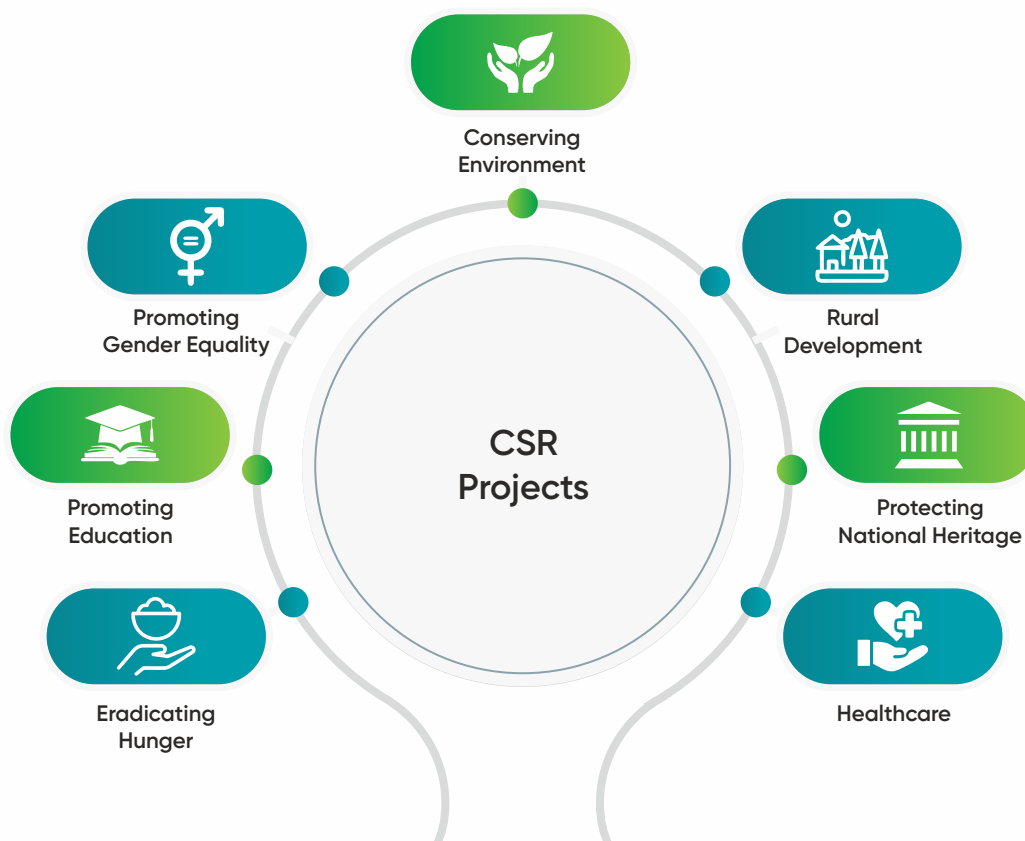 Conserving
Environment
Promoting
Gender Equality
Rural
Development
CSR
Projects
Promoting
Education
Protecting
National Heritage
Eradicating
Hunger
Healthcare